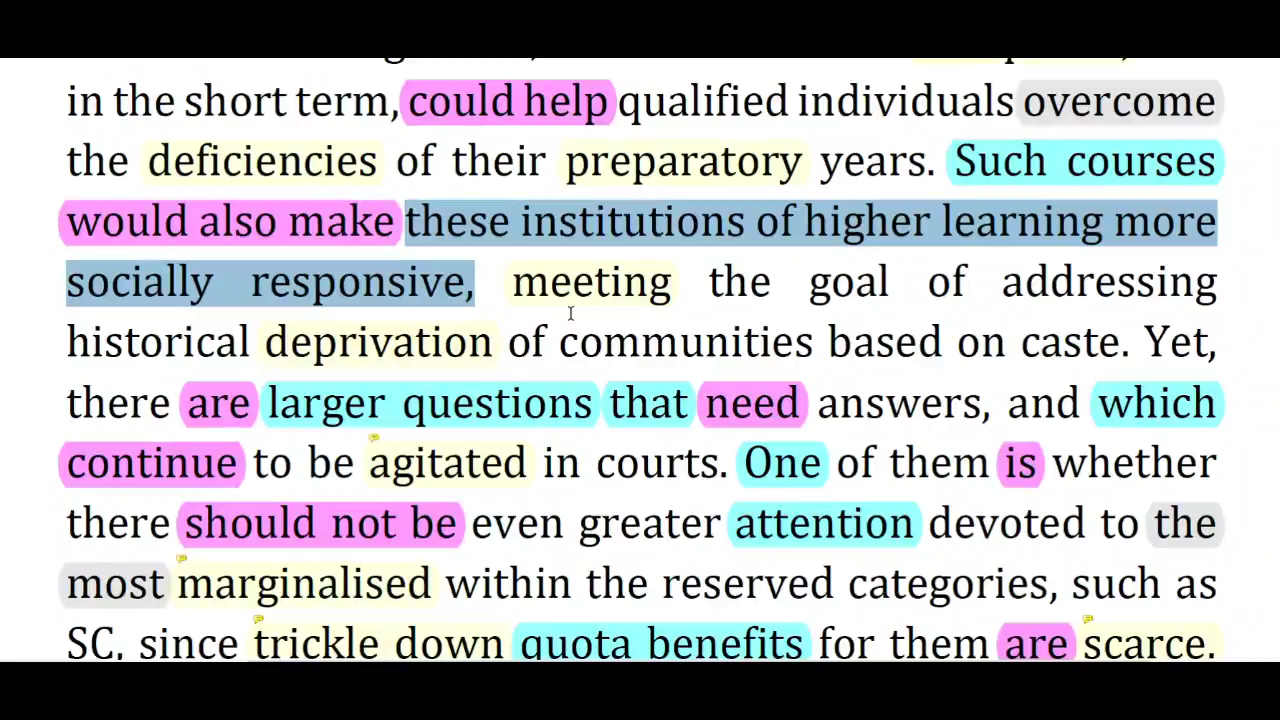 in the short term, could help qualified individuals overcome
the deficiencies of their preparatory years. Such courses
would also make these institutions of higher learning more
socially responsive, meeting the goal of addressing
historical deprivation of communities based on caste. Yet,
there are larger questions that need answers, and which
continue to be agitated in courts. One of them is whether
there should not be even greater attention devoted to the
most marginalised within the reserved categories, such as
SC, since trickle down quota benefits for them are scarce.